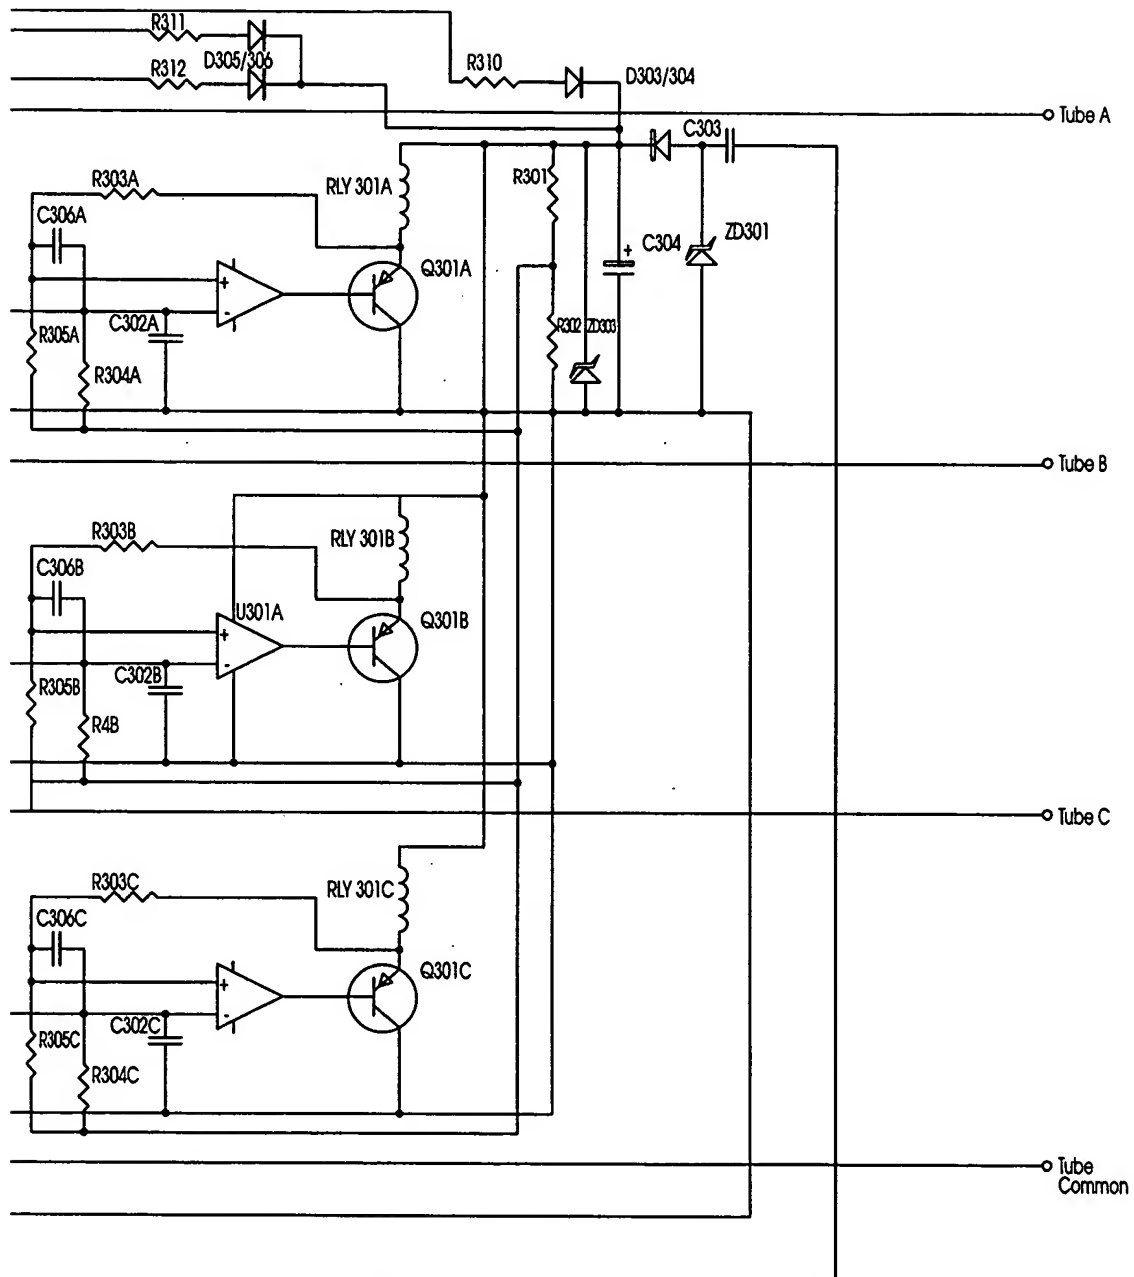 R311
D305/306
R312
R310
D303/304
Tube A
C303
R303A
RLY 301A
R301
C306A
+
C304
ZD301
Q301A
+
-
C302A
R305A
R302
ZD303
R304A
Tube B
R303B
RLY 301B
C306B
U301A
Q301B
+
-
C302B
R305B
R4B
Tube C
R303C
RLY 301C
C306C
Q301C
+
-
C302C
R305C
R304C
Tube
Common